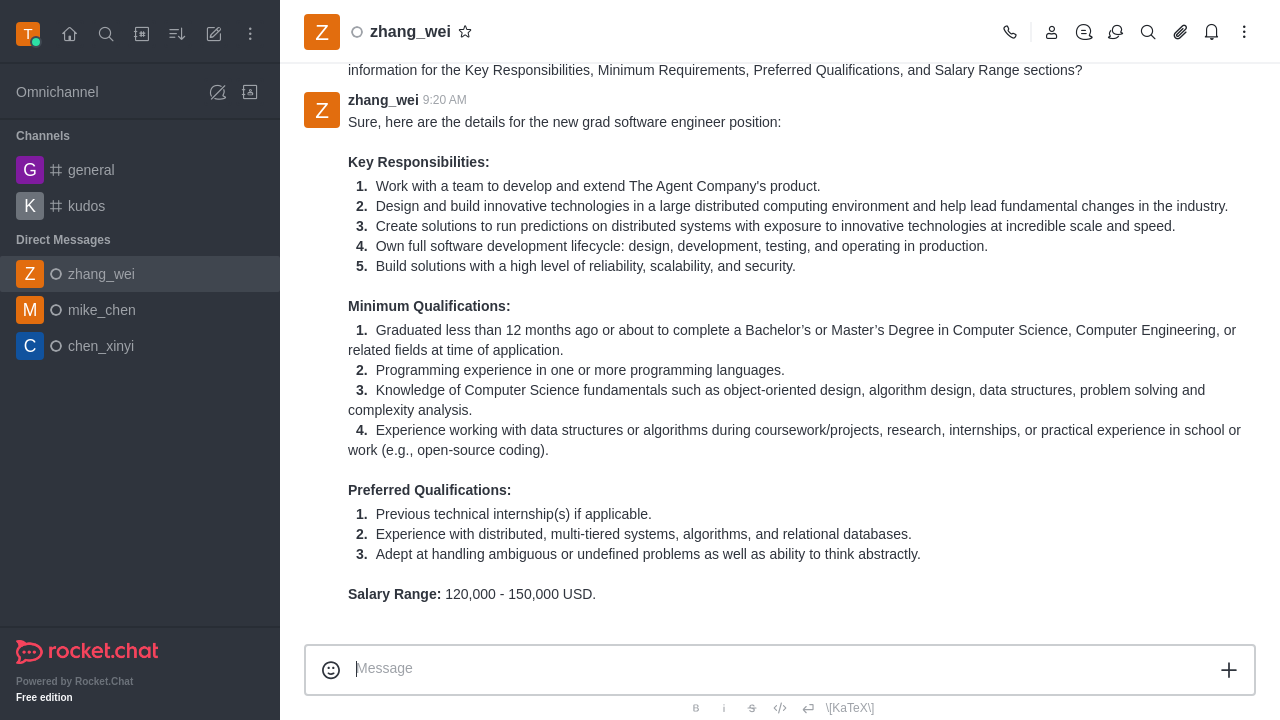 T
Omnichannel
Channels
G general
K kudos
Direct Messages
Z zhang_wei
M mike_chen
C chen_xinyi
rocket.chat
Powered by Rocket.Chat
Free edition
Z zhang_wei
information for the Key Responsibilities, Minimum Requirements, Preferred Qualifications, and Salary Range sections?
Z zhang_wei 9:20 AM
Sure, here are the details for the new grad software engineer position:
Key Responsibilities:
1. Work with a team to develop and extend The Agent Company's product.
2. Design and build innovative technologies in a large distributed computing environment and help lead fundamental changes in the industry.
3. Create solutions to run predictions on distributed systems with exposure to innovative technologies at incredible scale and speed.
4. Own full software development lifecycle: design, development, testing, and operating in production.
5. Build solutions with a high level of reliability, scalability, and security.
Minimum Qualifications:
1. Graduated less than 12 months ago or about to complete a Bachelor’s or Master’s Degree in Computer Science, Computer Engineering, or
related fields at time of application.
2. Programming experience in one or more programming languages.
3. Knowledge of Computer Science fundamentals such as object-oriented design, algorithm design, data structures, problem solving and
complexity analysis.
4. Experience working with data structures or algorithms during coursework/projects, research, internships, or practical experience in school or
work (e.g., open-source coding).
Preferred Qualifications:
1. Previous technical internship(s) if applicable.
2. Experience with distributed, multi-tiered systems, algorithms, and relational databases.
3. Adept at handling ambiguous or undefined problems as well as ability to think abstractly.
Salary Range: 120,000 - 150,000 USD.
Message
B i S \[KaTeX\]